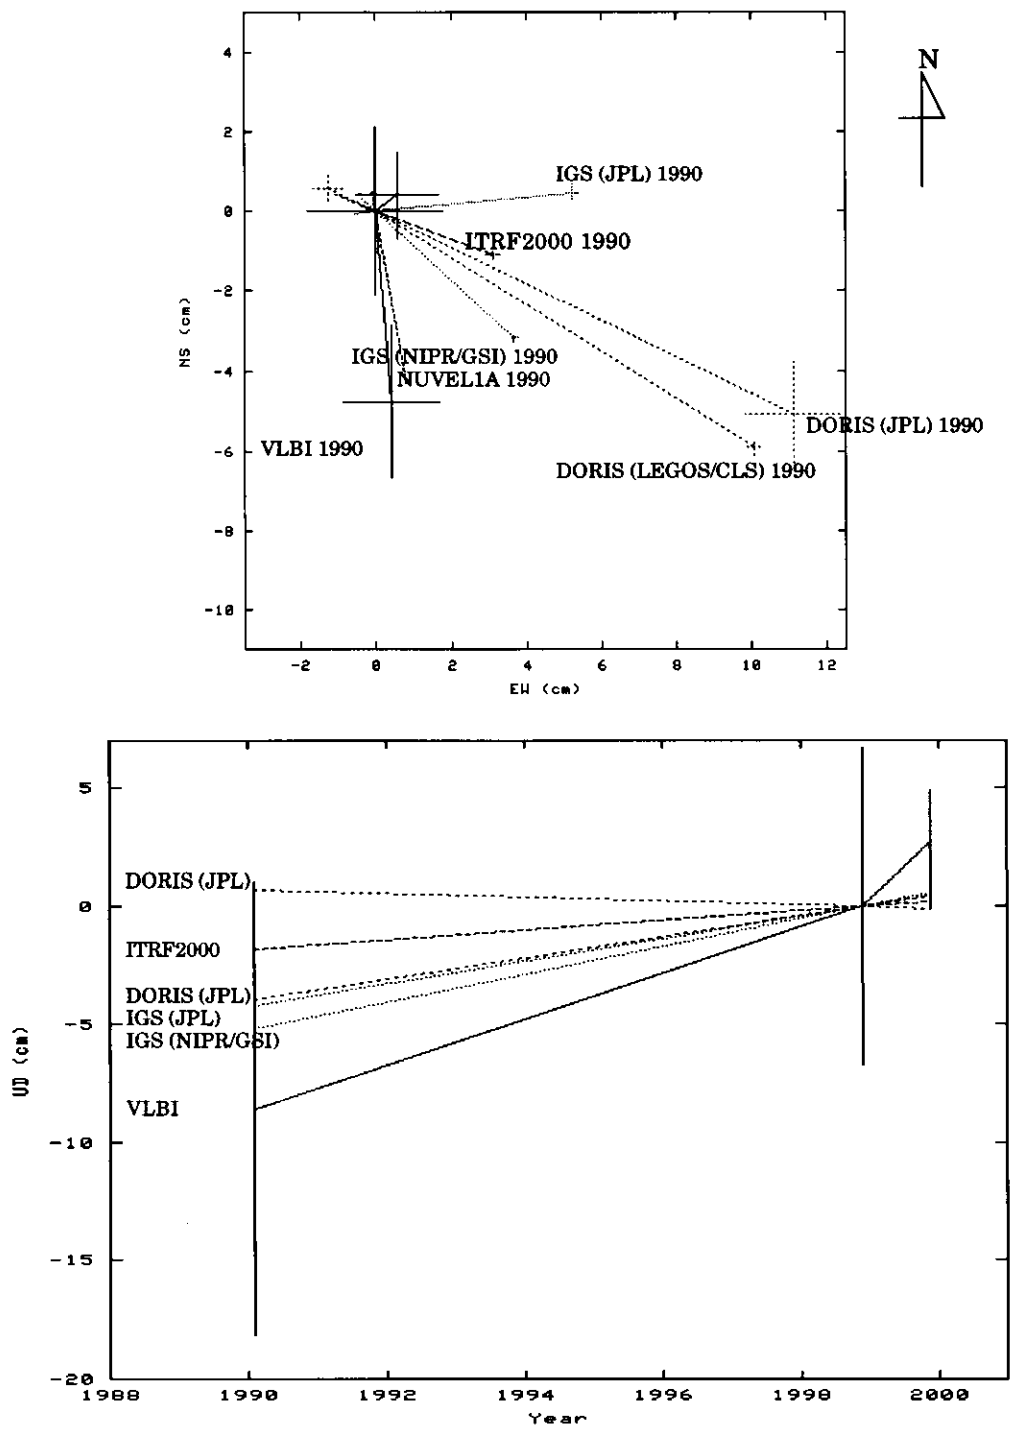 4
2
0
-2
-4
-6
-8
-10
NS (cm)
N
IGS (JPL) 1990
ITRF2000 1990
IGS (NIPR/GSI) 1990
NUVEL1A 1990
DORIS (JPL) 1990
VLBI 1990
DORIS (LEGOS/CLS) 1990
-2 0 2 4 6 8 10 12
EW (cm)
5
0
-5
-10
-15
-20
UD (cm)
DORIS (JPL)
ITRF2000
DORIS (JPL)
IGS (JPL)
IGS (NIPR/GSI)
VLBI
1988 1990 1992 1994 1996 1998 2000
Year